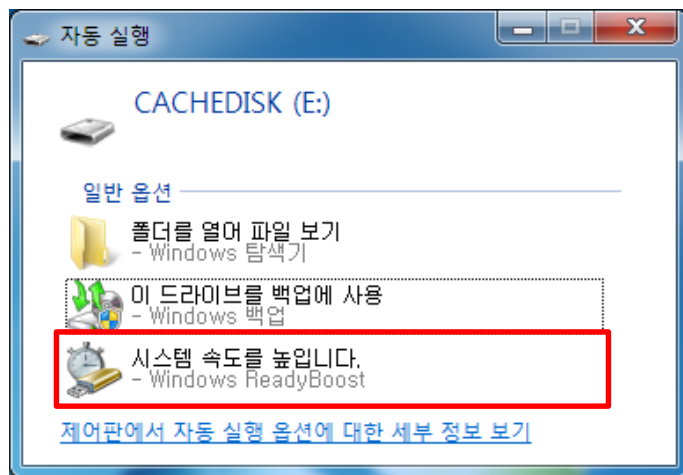 자동 실행
CACHEDISK (E:)
일반 옵션
폴더를 열어 파일 보기
- Windows 탐색기
이 드라이브를 백업에 사용
- Windows 백업
시스템 속도를 높입니다.
- Windows ReadyBoost
제어판에서 자동 실행 옵션에 대한 세부 정보 보기